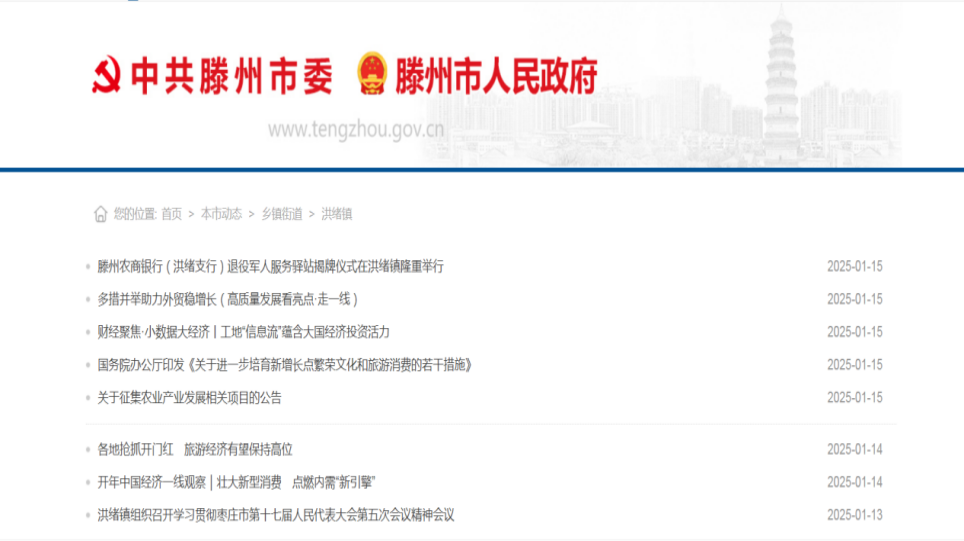 中共滕州市委 滕州市人民政府
www.tengzhou.gov.cn
您的位置: 首页 > 本市动态 > 乡镇街道 > 洪绪镇
滕州农商银行（洪绪支行）退役军人服务驿站揭牌仪式在洪绪镇隆重举行 2025-01-15
多措并举助力外贸稳增长（高质量发展看亮点·走一线） 2025-01-15
财经聚焦·小数据大经济丨工地“信息流”蕴含大国经济投资活力 2025-01-15
国务院办公厅印发《关于进一步培育新增长点繁荣文化和旅游消费的若干措施》 2025-01-15
关于征集农业产业发展相关项目的公告 2025-01-15
各地抢抓开门红 旅游经济有望保持高位 2025-01-14
开年中国经济一线观察｜壮大新型消费 点燃内需“新引擎” 2025-01-14
洪绪镇组织召开学习贯彻枣庄市第十七届人民代表大会第五次会议精神会议 2025-01-13